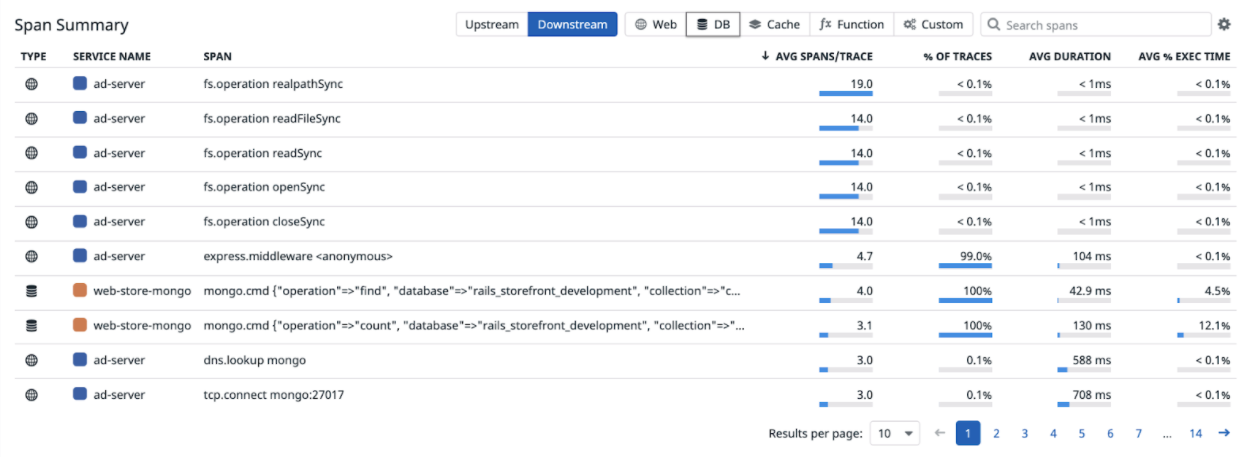 Span Summary Upstream Downstream Web DB Cache fx Function Custom Search spans
TYPE SERVICE NAME SPAN ↓ AVG SPANS/TRACE % OF TRACES AVG DURATION AVG % EXEC TIME
ad-server fs.operation realpathSync 19.0 < 0.1% < 1ms < 0.1%
ad-server fs.operation readFileSync 14.0 < 0.1% < 1ms < 0.1%
ad-server fs.operation readSync 14.0 < 0.1% < 1ms < 0.1%
ad-server fs.operation openSync 14.0 < 0.1% < 1ms < 0.1%
ad-server fs.operation closeSync 14.0 < 0.1% < 1ms < 0.1%
ad-server express.middleware <anonymous> 4.7 99.0% 104 ms < 0.1%
web-store-mongo mongo.cmd {"operation"=>"find", "database"=>"rails_storefront_development", "collection"=>"c... 4.0 100% 42.9 ms 4.5%
web-store-mongo mongo.cmd {"operation"=>"count", "database"=>"rails_storefront_development", "collection"=>"... 3.1 100% 130 ms 12.1%
ad-server dns.lookup mongo 3.0 0.1% 588 ms < 0.1%
ad-server tcp.connect mongo:27017 3.0 0.1% 708 ms < 0.1%
Results per page: 10 ← 1 2 3 4 5 6 7 ... 14 →